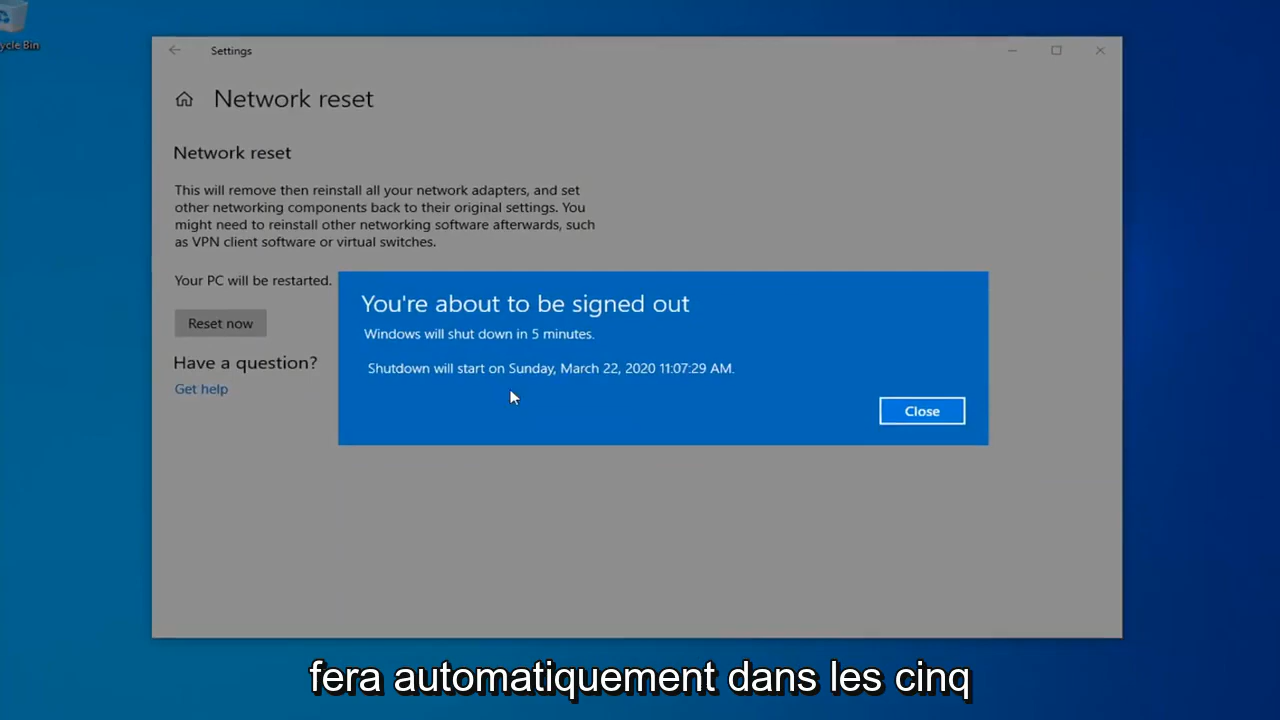 Bin
Settings
Network reset
Network reset
This will remove then reinstall all your network adapters, and set
other networking components back to their original settings. You
might need to reinstall other networking software afterwards, such
as VPN client software or virtual switches.
Your PC will be restarted.
Reset now
Have a question?
Get help
You're about to be signed out
Windows will shut down in 5 minutes.
Shutdown will start on Sunday, March 22, 2020 11:07:29 AM.
Close
fera automatiquement dans les cinq